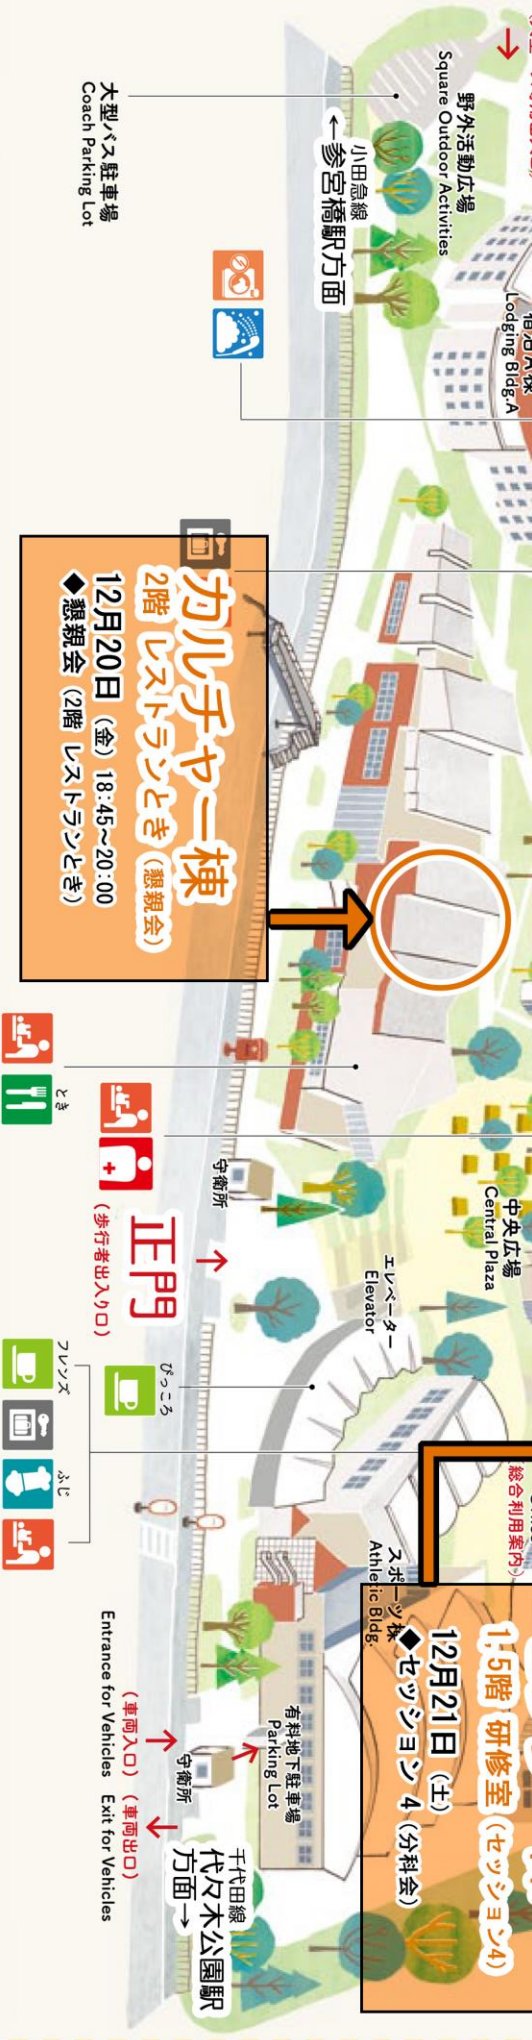 野外活動広場
Square Outdoor Activities
Lodging Bldg.A
大型バス駐車場
Coach Parking Lot
小田急線
←参宮橋駅方面
カルチャー棟
2階 レストランとき（懇親会）
12月20日（金）18:45~20:00
◆懇親会（2階 レストランとき）
とき
守衛所
正門
（歩行者出入り口）
中央広場
Central Plaza
エレベーター
Elevator
ぴっころ
フレンズ
ふじ
総合利用案内）
スポーツ棟
Athletic Bldg.
1,5階 研修室（セッション4）
12月21日（土）
◆セッション 4（分科会）
有料地下駐車場
Parking Lot
守衛所
（車両入口）
Entrance for Vehicles
（車両出口）
Exit for Vehicles
千代田線
代々木公園駅
方面→